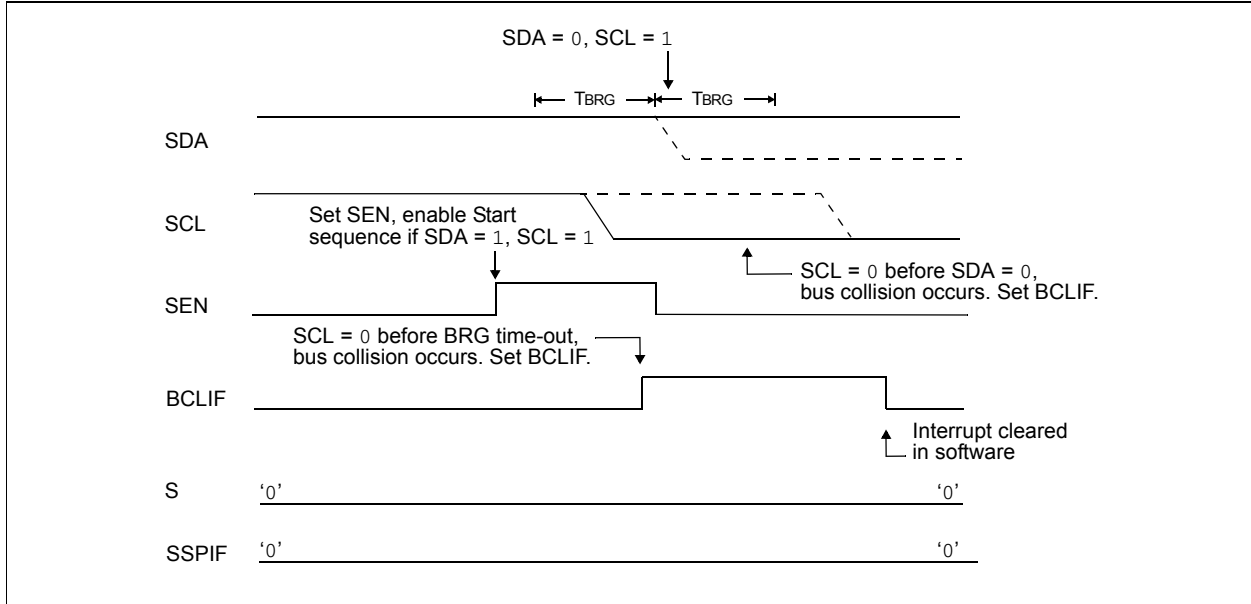 SDA = 0, SCL = 1
TBRG TBRG
SDA
SCL
Set SEN, enable Start
sequence if SDA = 1, SCL = 1
SCL = 0 before SDA = 0,
bus collision occurs. Set BCLIF.
SEN
SCL = 0 before BRG time-out,
bus collision occurs. Set BCLIF.
BCLIF
Interrupt cleared
in software
S
‘0’ ‘0’
SSPIF
‘0’ ‘0’